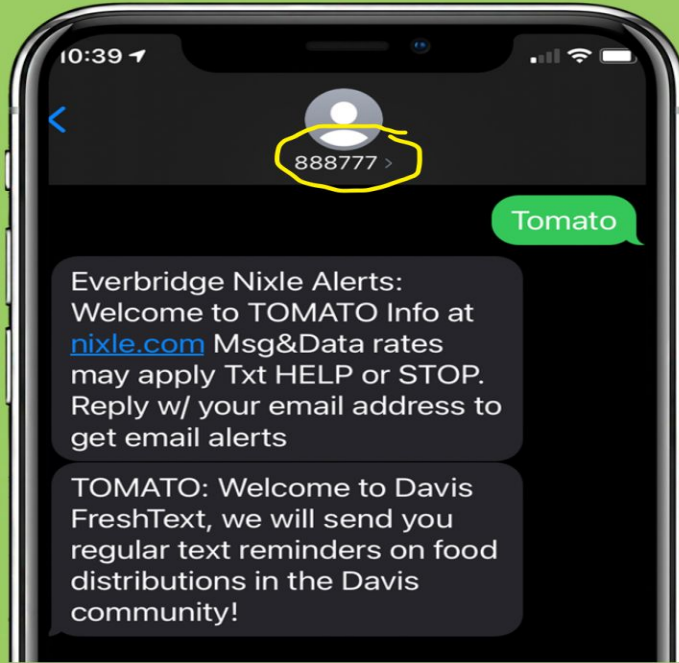 10:39
888777 >
Tomato
Everbridge Nixle Alerts:
Welcome to TOMATO Info at
nixle.com Msg&Data rates
may apply Txt HELP or STOP.
Reply w/ your email address to
get email alerts
TOMATO: Welcome to Davis
FreshText, we will send you
regular text reminders on food
distributions in the Davis
community!